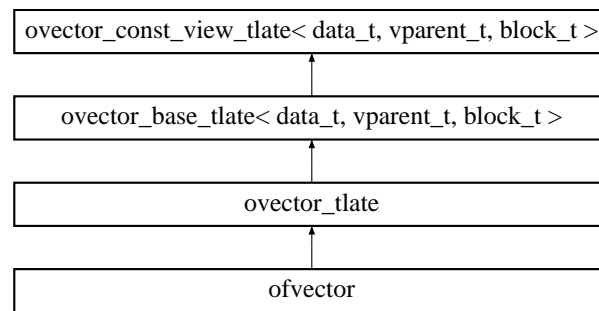 ovector_const_view_tlate< data_t, vparent_t, block_t >
ovector_base_tlate< data_t, vparent_t, block_t >
ovector_tlate
ofvector